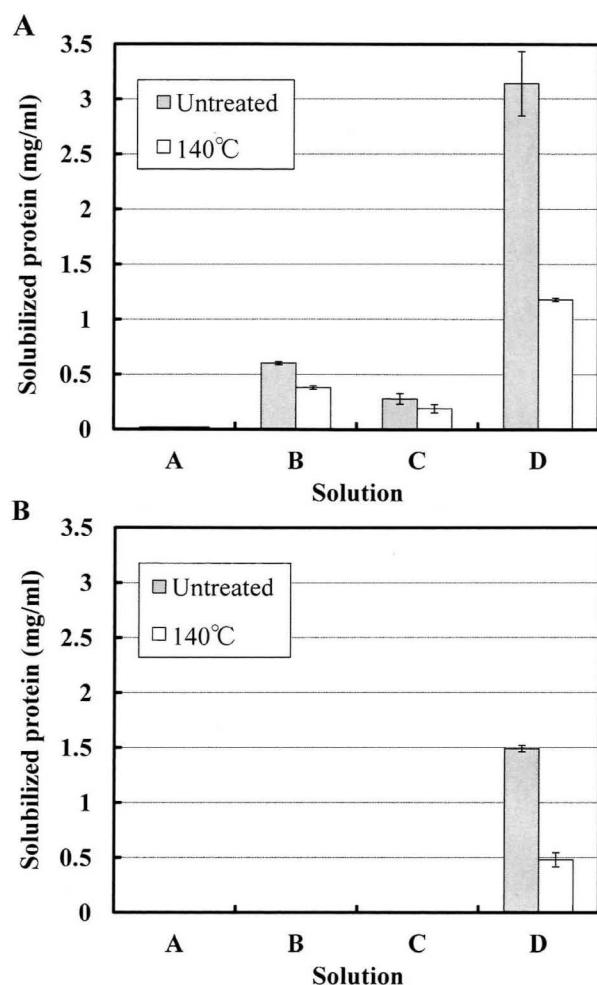 A
3.5
3
2.5
2
1.5
1
0.5
0
Solubilized protein (mg/ml)
Untreated
140℃
A B C D
Solution
B
3.5
3
2.5
2
1.5
1
0.5
0
Solubilized protein (mg/ml)
Untreated
140℃
A B C D
Solution